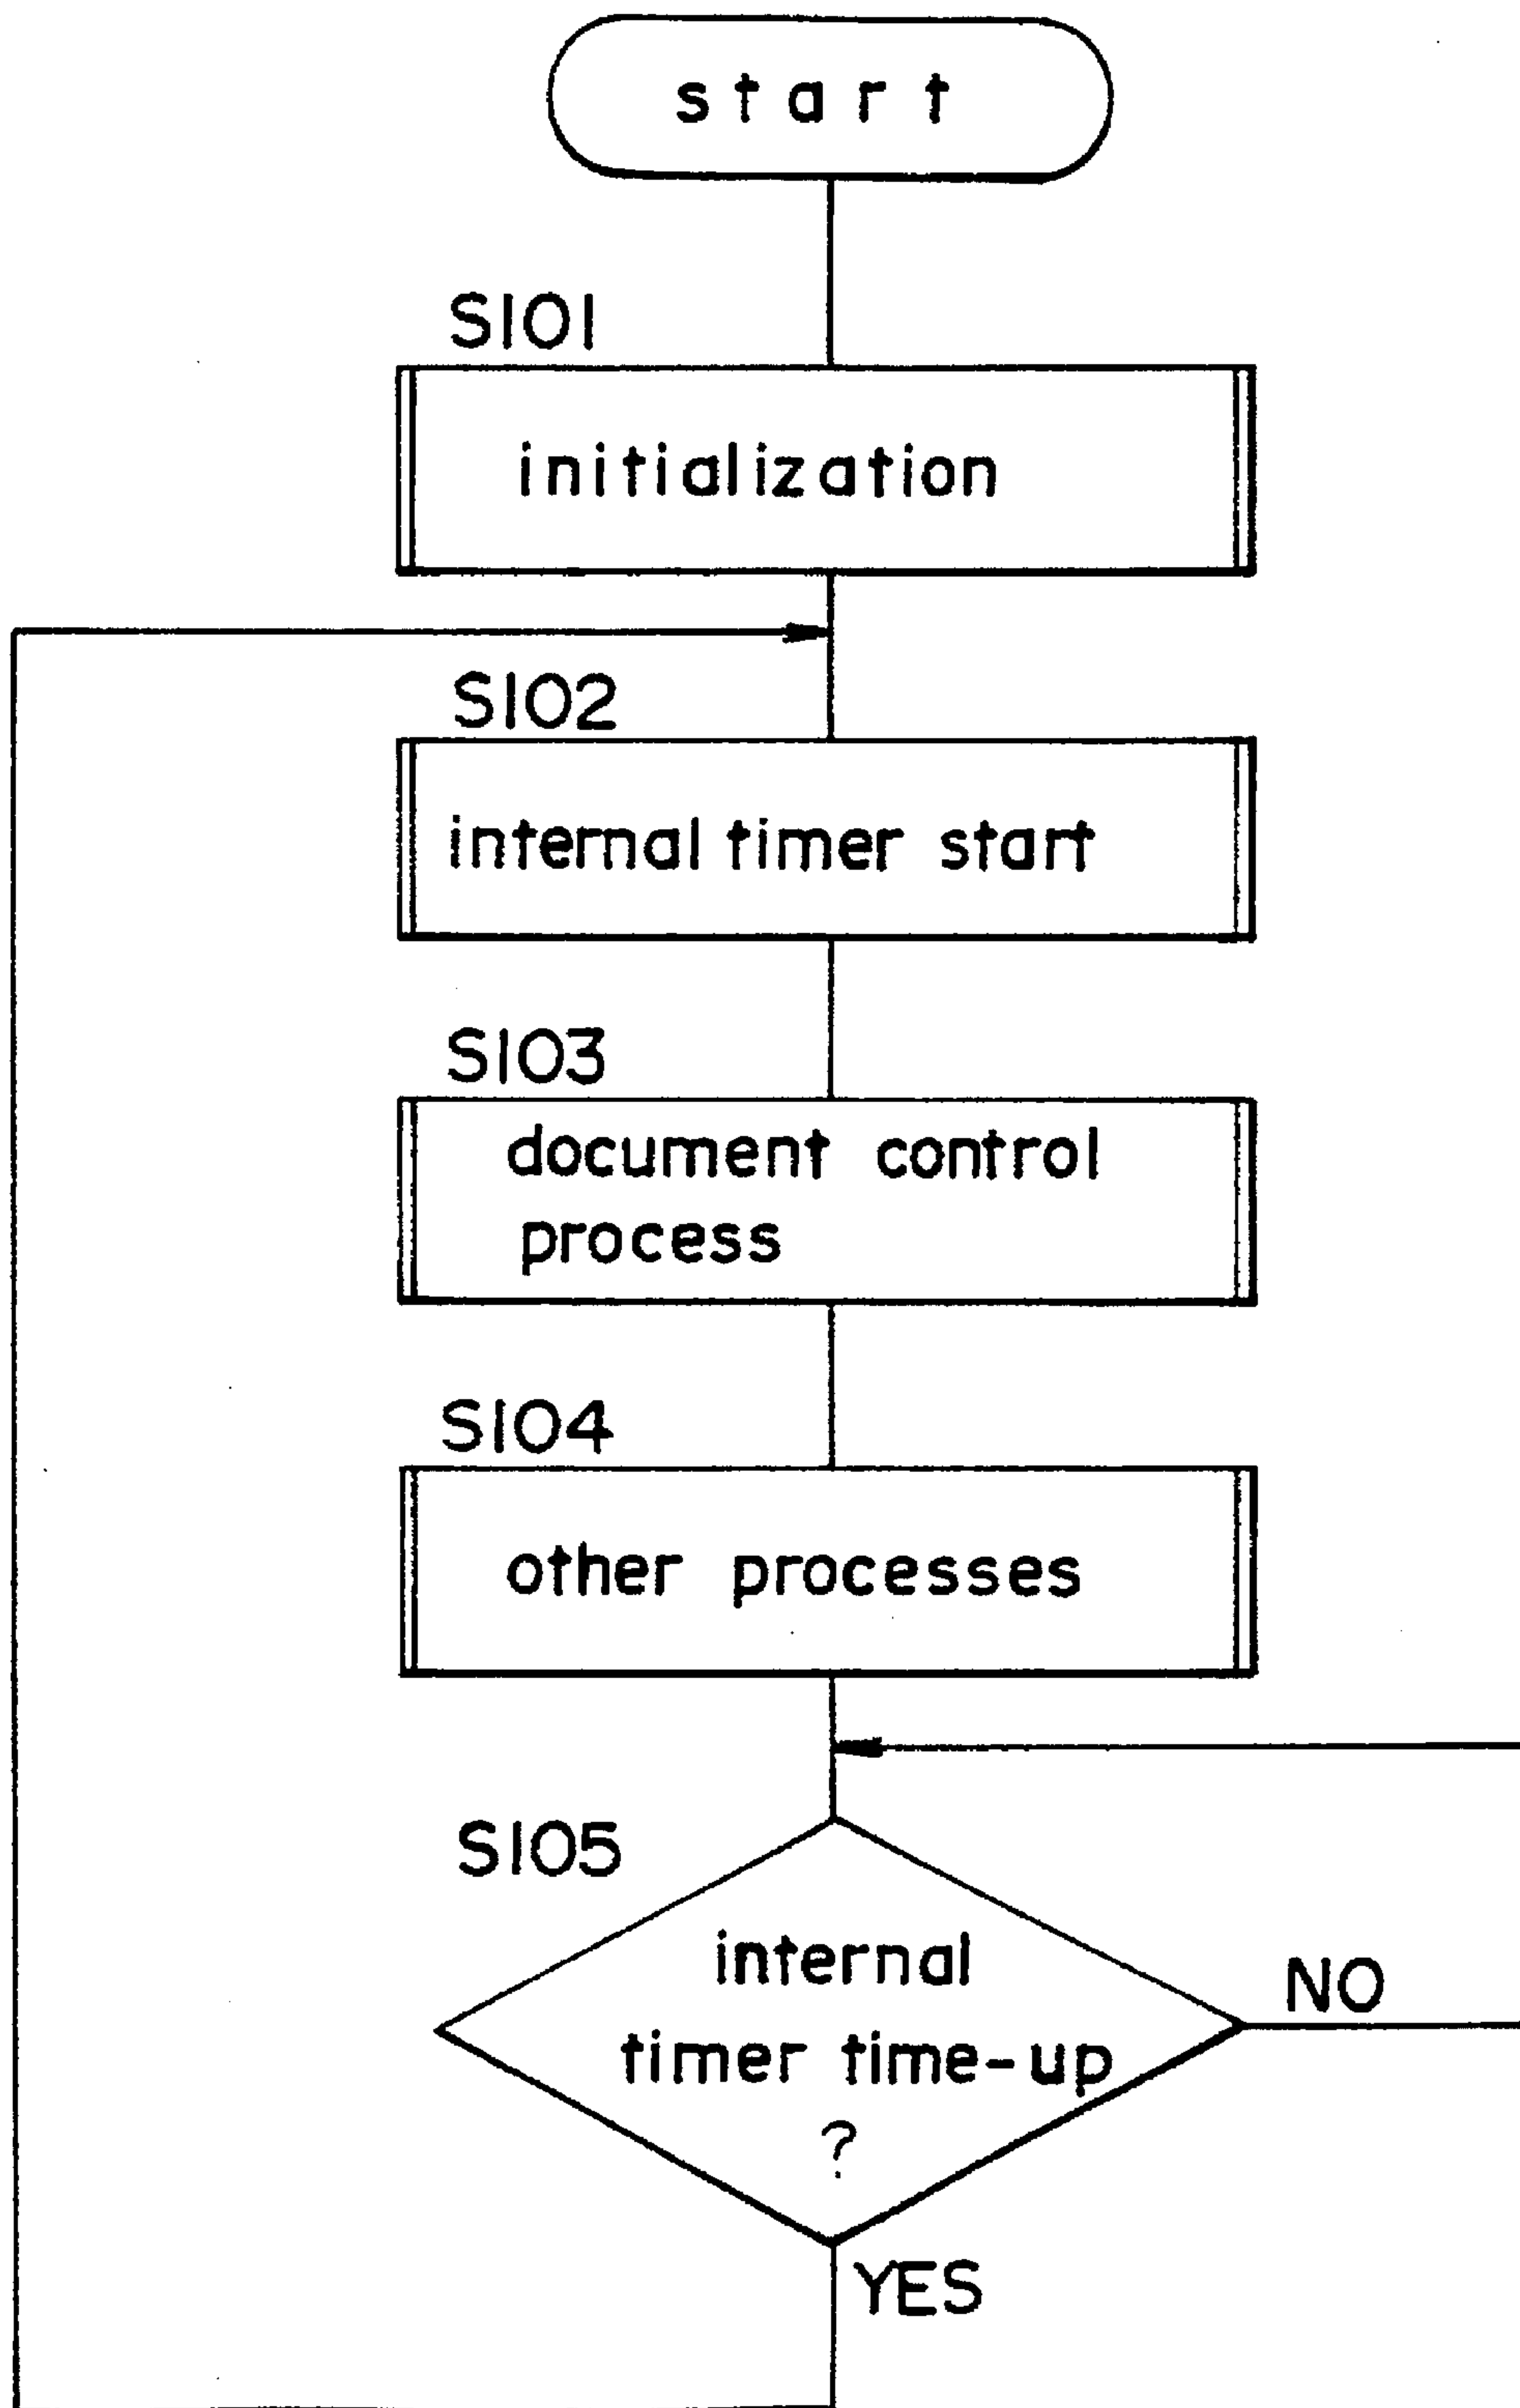 start
S101
initialization
S102
internal timer start
S103
document control
process
S104
other processes
S105
internal
timer time-up
?
NO
YES